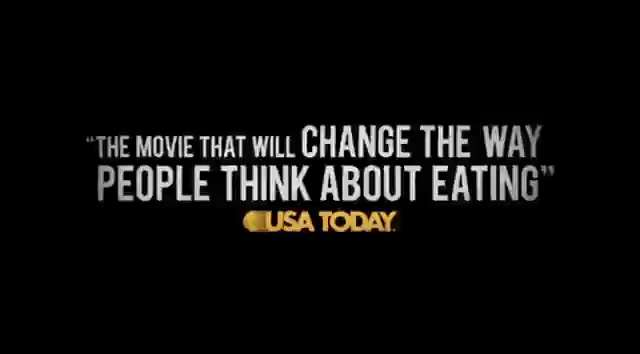 “THE MOVIE THAT WILL CHANGE THE WAY
PEOPLE THINK ABOUT EATING”
USA TODAY.